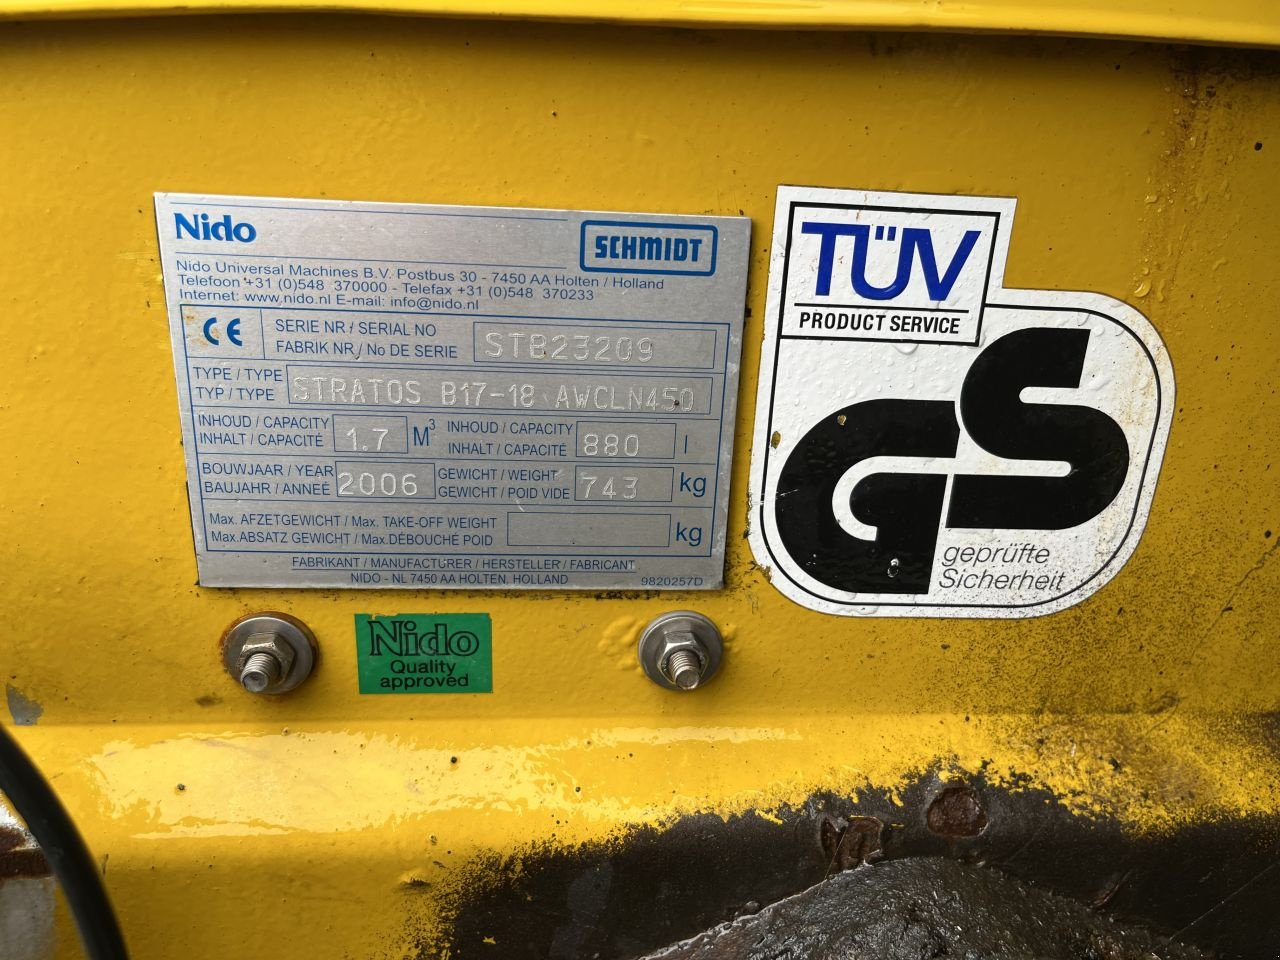 Nido
SCHMIDT
Nido Universal Machines B.V. Postbus 30 - 7450 AA Holten / Holland
Telefoon +31 (0)548 370000 - Telefax +31 (0)548 370233
Internet: www.nido.nl E-mail: info@nido.nl
CE
SERIE NR / SERIAL NO
FABRIK NR / No DE SERIE
STB23209
TYPE / TYPE
TYP / TYPE
STRATOS B17-18 AWCLN450
INHOUD / CAPACITY
INHALT / CAPACITÉ
1.7 M³
INHOUD / CAPACITY
INHALT / CAPACITÉ
880 l
BOUWJAAR / YEAR
BAUJAHR / ANNEÉ
2006
GEWICHT / WEIGHT
GEWICHT / POID VIDE
743 kg
Max. AFZETGEWICHT / Max. TAKE-OFF WEIGHT
Max. ABSATZ GEWICHT / Max. DÉBOUCHÉ POID
kg
FABRIKANT / MANUFACTURER / HERSTELLER / FABRICANT
NIDO - NL 7450 AA HOLTEN, HOLLAND
9820257D
TÜV
PRODUCT SERVICE
GS
geprüfte
Sicherheit
Nido
Quality
approved